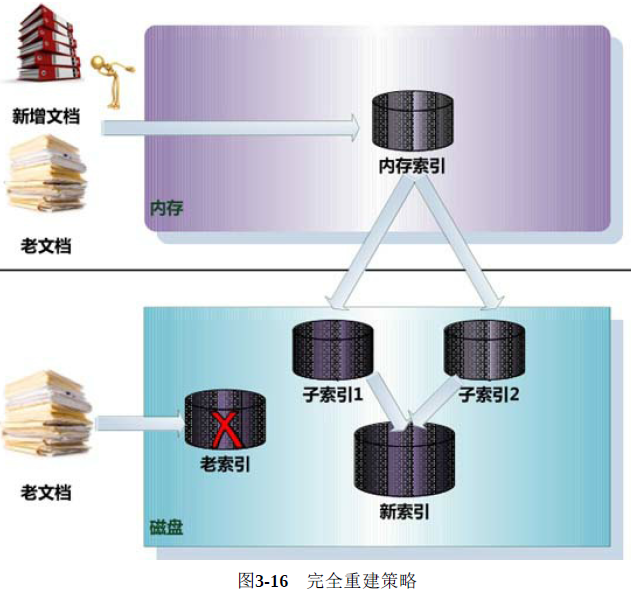 新增文档
内存索引
内存
老文档
子索引1
子索引2
老索引
老文档
新索引
磁盘
图3-16 完全重建策略